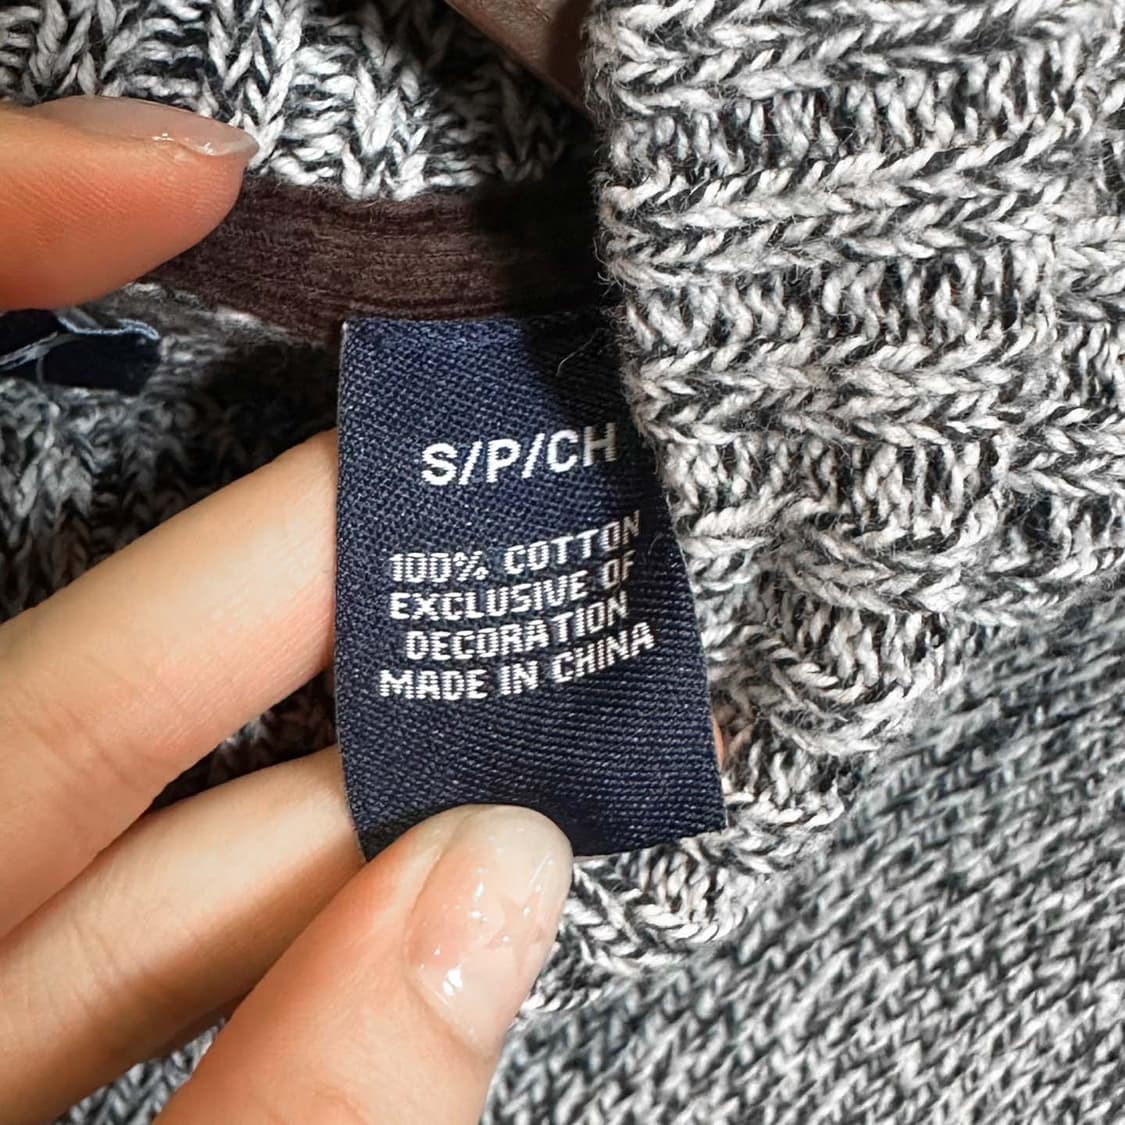 S/P/CH
100% COTTON
EXCLUSIVE OF
DECORATION
MADE IN CHINA